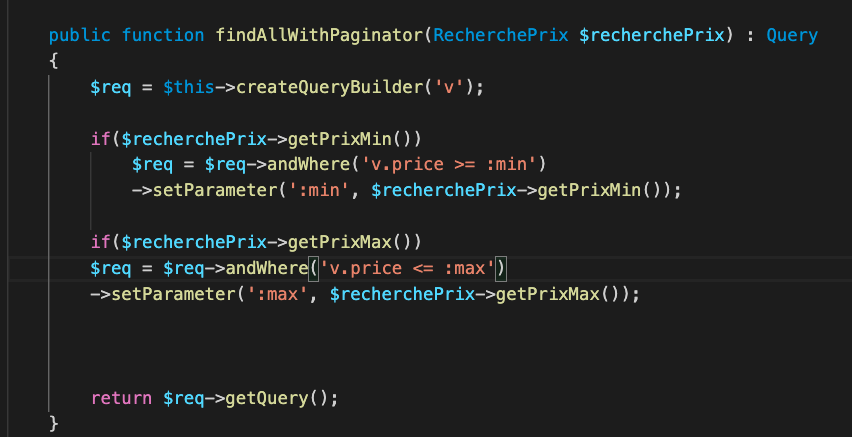 public function findAllWithPaginator(RecherchePrix $recherchePrix) : Query
{
$req = $this->createQueryBuilder('v');
if($recherchePrix->getPrixMin())
$req = $req->andWhere('v.price >= :min')
->setParameter(':min', $recherchePrix->getPrixMin());
if($recherchePrix->getPrixMax())
$req = $req->andWhere('v.price <= :max')
->setParameter(':max', $recherchePrix->getPrixMax());
return $req->getQuery();
}